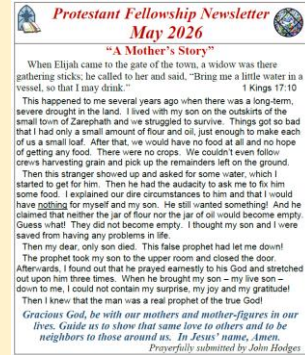 Protestant Fellowship Newsletter
May 2026
"A Mother's Story"
When Elijah came to the gate of the town, a widow was there
gathering sticks; he called to her and said, "Bring me a little water in a
vessel, so that I may drink." 1 Kings 17:10
This happened to me several years ago when there was a long-term,
severe drought in the land. I lived with my son on the outskirts of the
small town of Zarephath and we struggled to survive. Things got so bad
that I had only a small amount of flour and oil, just enough to make each
of us a small loaf. After that, we would have no food at all and no hope
of getting any food. There were no crops. We couldn't even follow
crews harvesting grain and pick up the remainders left on the ground.
Then this stranger showed up and asked for some water, which I
started to get for him. Then he had the audacity to ask me to fix him
some food. I explained our dire circumstances to him and that I would
have nothing for myself and my son. He still wanted something! And he
claimed that neither the jar of flour nor the jar of oil would become empty.
Guess what! They did not become empty. I thought my son and I were
saved from having any problems in life.
Then my dear, only son died. This false prophet had let me down!
The prophet took my son to the upper room and closed the door.
Afterwards, I found out that he prayed earnestly to his God and stretched
out upon him three times. When he brought my son – my live son –
down to me, I could not contain my surprise, my joy and my gratitude!
Then I knew that the man was a real prophet of the true God!
Gracious God, be with our mothers and mother-figures in our
lives. Guide us to show that same love to others and to be
neighbors to those around us. In Jesus' name, Amen.
Prayerfully submitted by John Hodges